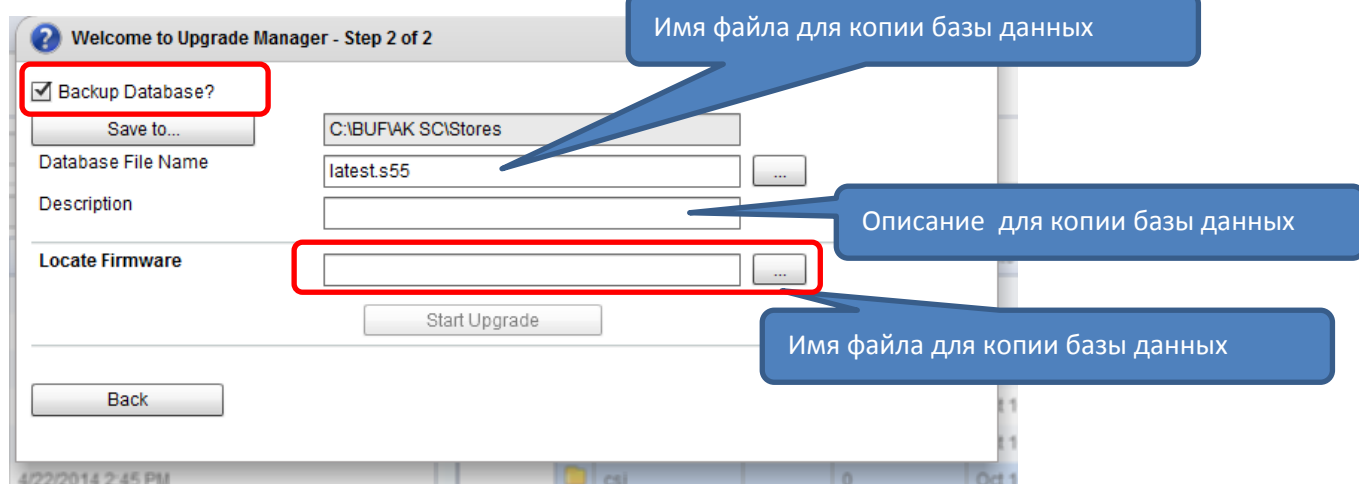 Имя файла для копии базы данных
Welcome to Upgrade Manager - Step 2 of 2
Backup Database?
Save to...
C:\BUF\AK SC\Stores
Database File Name
latest.s55
...
Description
Описание для копии базы данных
Locate Firmware
...
Start Upgrade
Имя файла для копии базы данных
Back
4/22/2014 2:45 PM
csi
0
Oct 1